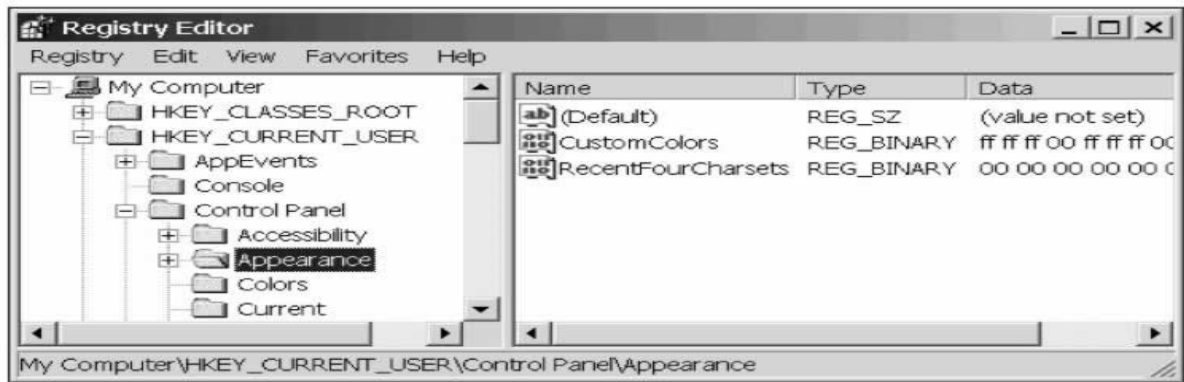 Registry Editor
Registry Edit View Favorites Help
My Computer
HKEY_CLASSES_ROOT
HKEY_CURRENT_USER
AppEvents
Console
Control Panel
Accessibility
Appearance
Colors
Current
Name Type Data
(Default) REG_SZ (value not set)
CustomColors REG_BINARY ff ff ff 00 ff ff ff 00
RecentFourCharsets REG_BINARY 00 00 00 00 00
My Computer\HKEY_CURRENT_USER\Control Panel\Appearance